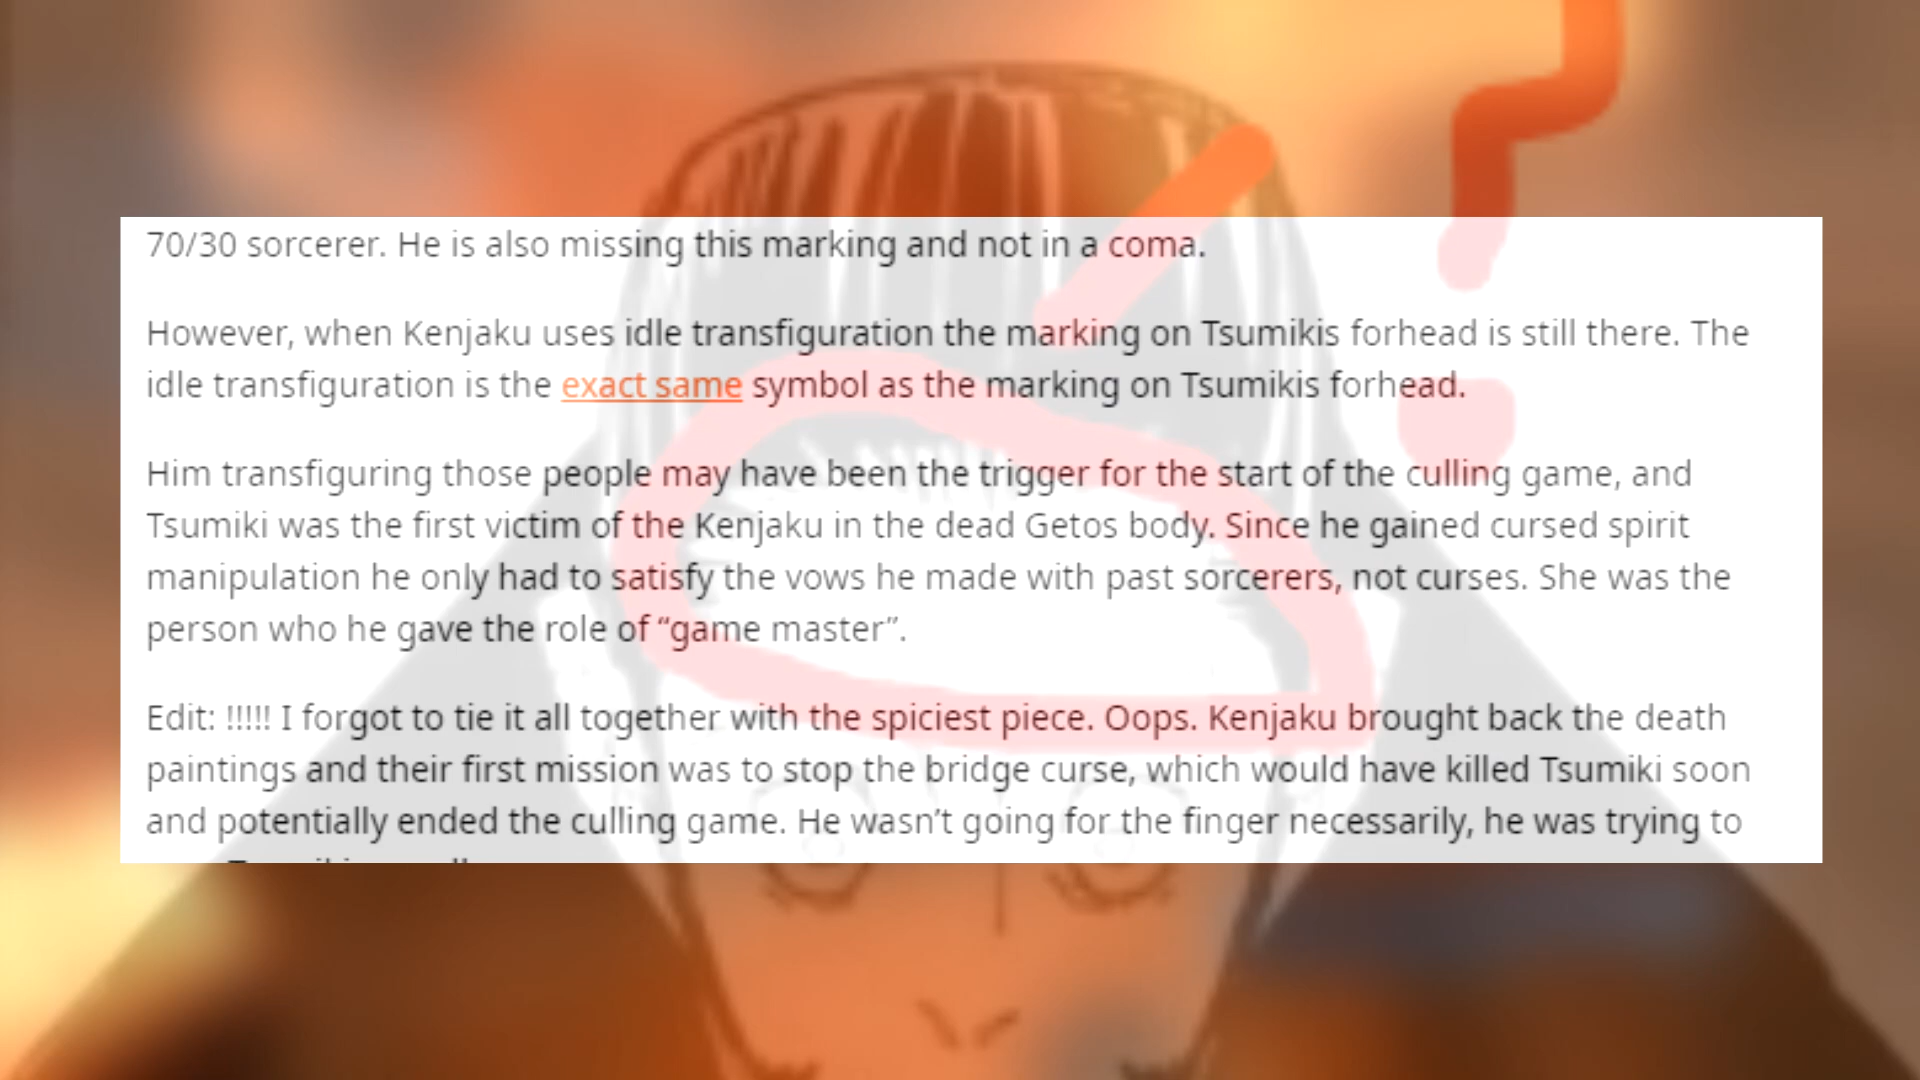 70/30 sorcerer. He is also missing this marking and not in a coma.
However, when Kenjaku uses idle transfiguration the marking on Tsumikis forhead is still there. The
idle transfiguration is the exact same symbol as the marking on Tsumikis forhead.
Him transfiguring those people may have been the trigger for the start of the culling game, and
Tsumiki was the first victim of the Kenjaku in the dead Getos body. Since he gained cursed spirit
manipulation he only had to satisfy the vows he made with past sorcerers, not curses. She was the
person who he gave the role of “game master”.
Edit: !!!!! I forgot to tie it all together with the spiciest piece. Oops. Kenjaku brought back the death
paintings and their first mission was to stop the bridge curse, which would have killed Tsumiki soon
and potentially ended the culling game. He wasn’t going for the finger necessarily, he was trying to